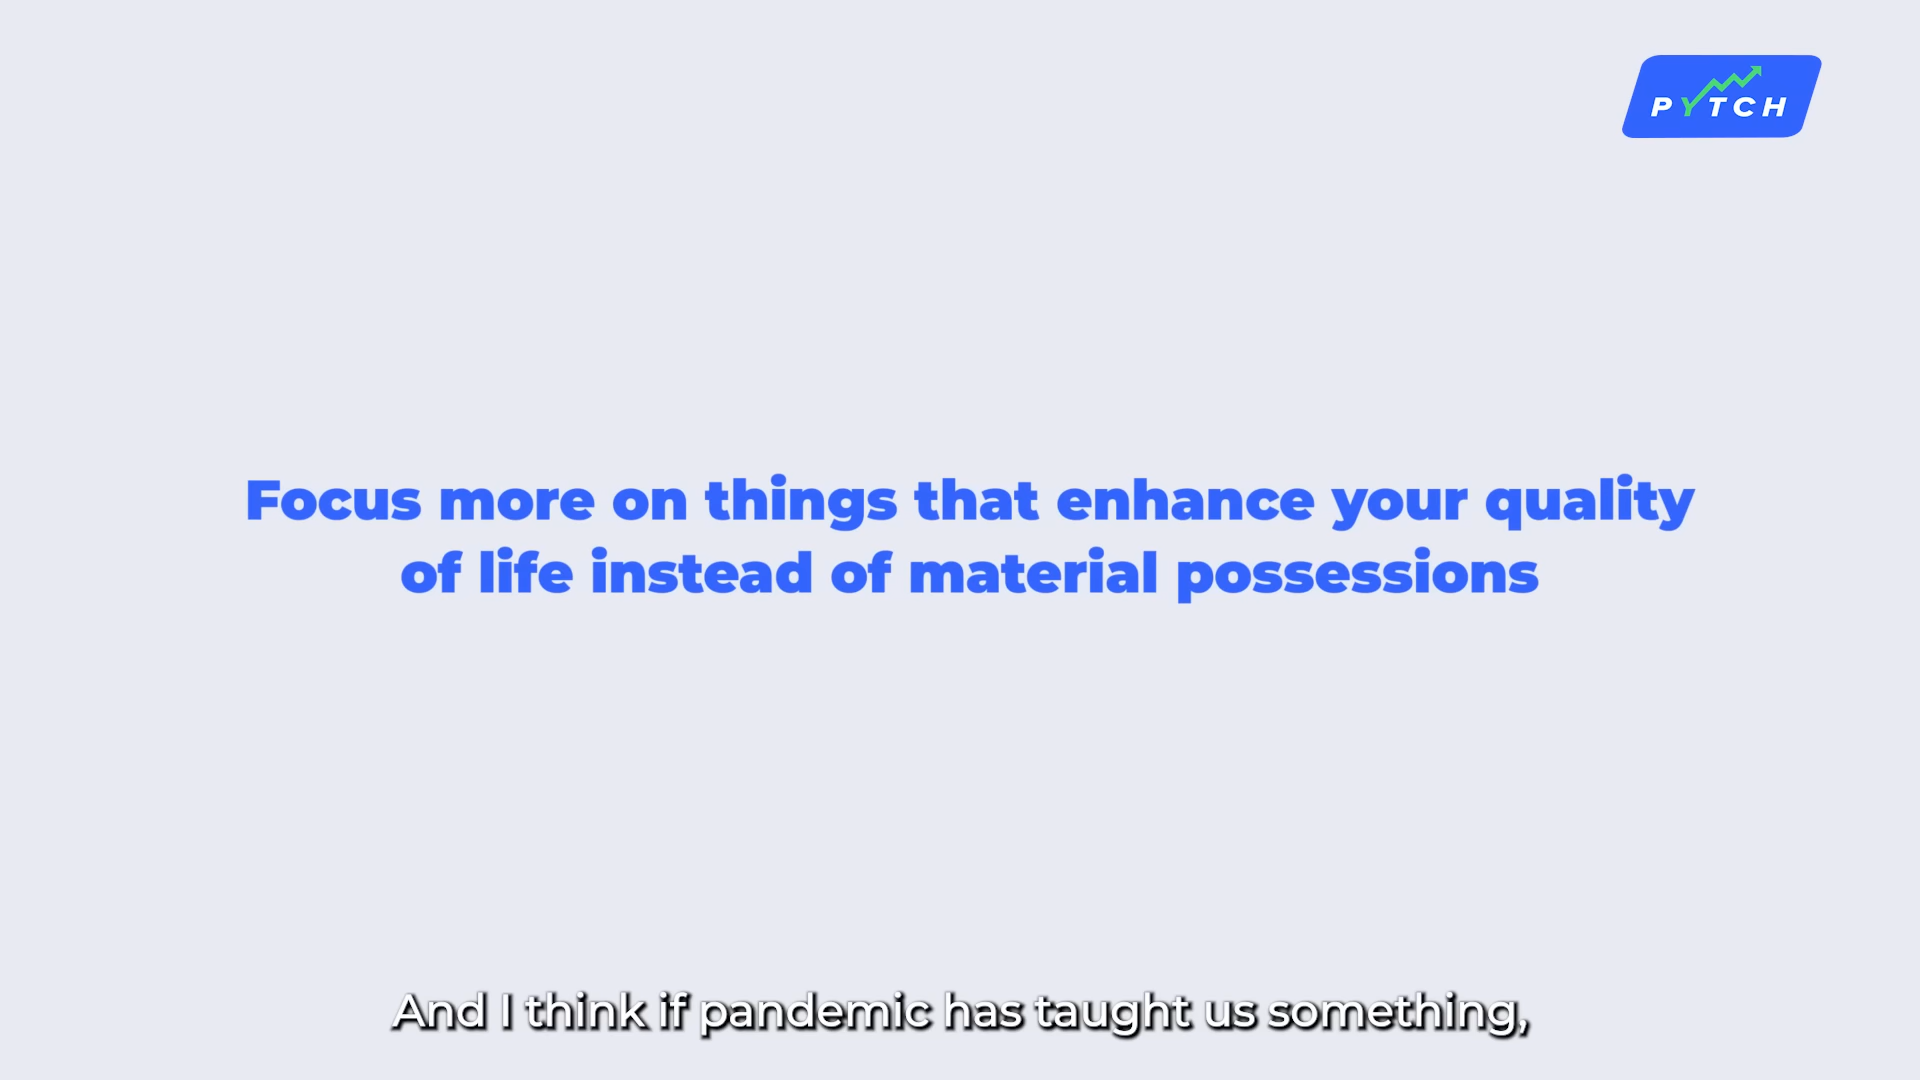 PYTCH
Focus more on things that enhance your quality
of life instead of material possessions
And I think if pandemic has taught us something,